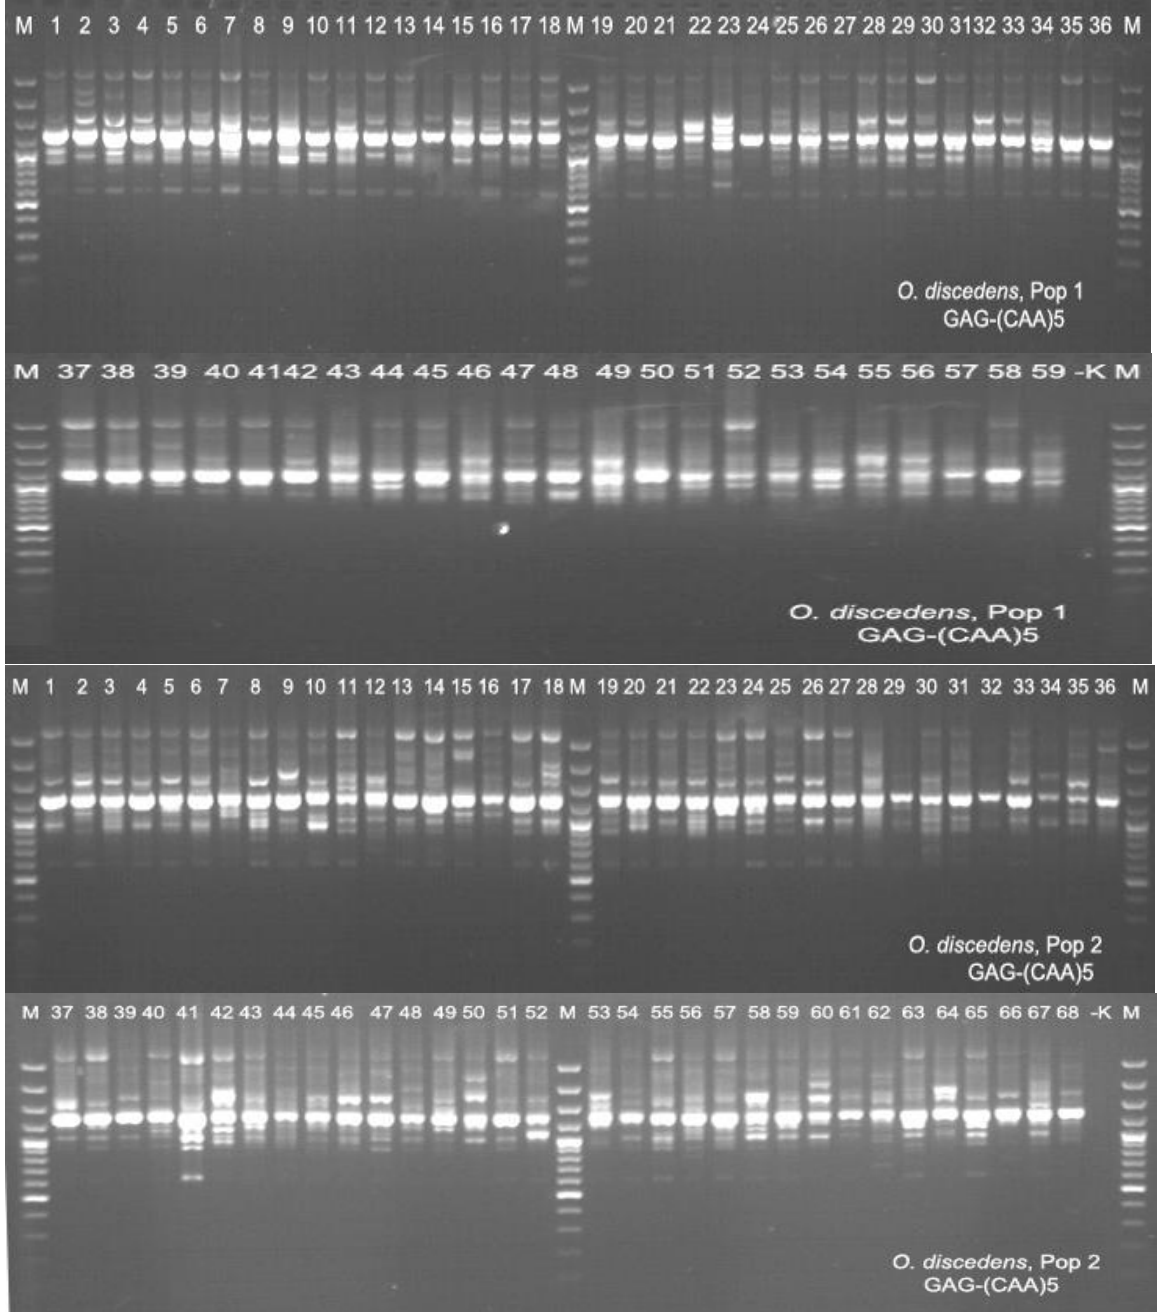 M 1 2 3 4 5 6 7 8 9 10 11 12 13 14 15 16 17 18 M 19 20 21 22 23 24 25 26 27 28 29 30 31 32 33 34 35 36 M
O. discedens, Pop 1
GAG-(CAA)5
M 37 38 39 40 41 42 43 44 45 46 47 48 49 50 51 52 53 54 55 56 57 58 59 -K M
O. discedens, Pop 1
GAG-(CAA)5
M 1 2 3 4 5 6 7 8 9 10 11 12 13 14 15 16 17 18 M 19 20 21 22 23 24 25 26 27 28 29 30 31 32 33 34 35 36 M
O. discedens, Pop 2
GAG-(CAA)5
M 37 38 39 40 41 42 43 44 45 46 47 48 49 50 51 52 M 53 54 55 56 57 58 59 60 61 62 63 64 65 66 67 68 -K M
O. discedens, Pop 2
GAG-(CAA)5